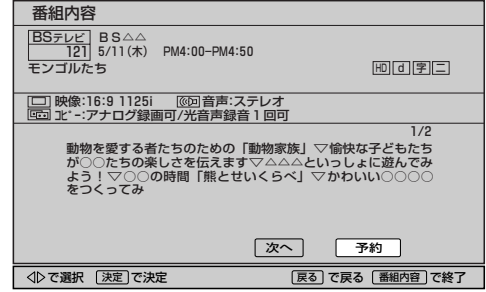 番組内容
BSテレビ BS△△
121 5/11(木) PM4:00-PM4:50
モンゴルたち
HD d 字 二
映像:16:9 1125i 音声:ステレオ
コピー:アナログ録画可/光音声録音1回可
1/2
動物を愛する者たちのための「動物家族」▽愉快な子どもたち
が○○たちの楽しさを伝えます▽△△△といっしょに遊んでみ
よう!▽○○の時間「熊とせいくらべ」▽かわいい○○○○
をつくってみ
次へ 予約
◁▷で選択 決定で決定 戻るで戻る 番組内容で終了